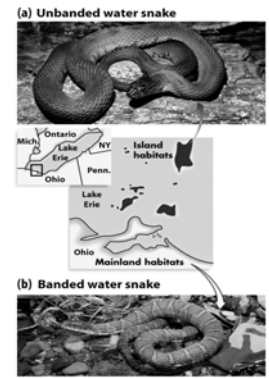 (a) Unbanded water snake
Ontario
Mich.
Lake
Erie
NY
Penn.
Ohio
Island
habitats
Lake
Erie
Ohio
Mainland habitats
(b) Banded water snake